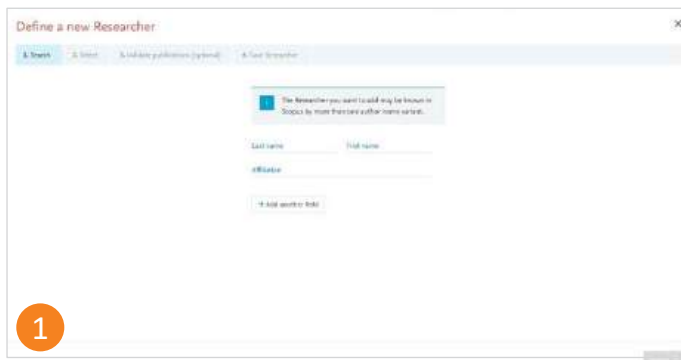 Define a new Researcher
×
1. Search 2. Select 3. Validate publications (optional) 4. Save Researcher
i The Researcher you want to add may be known in
Scopus by more than one author name variant.
Last name First name
Affiliation
+ Add another field
1